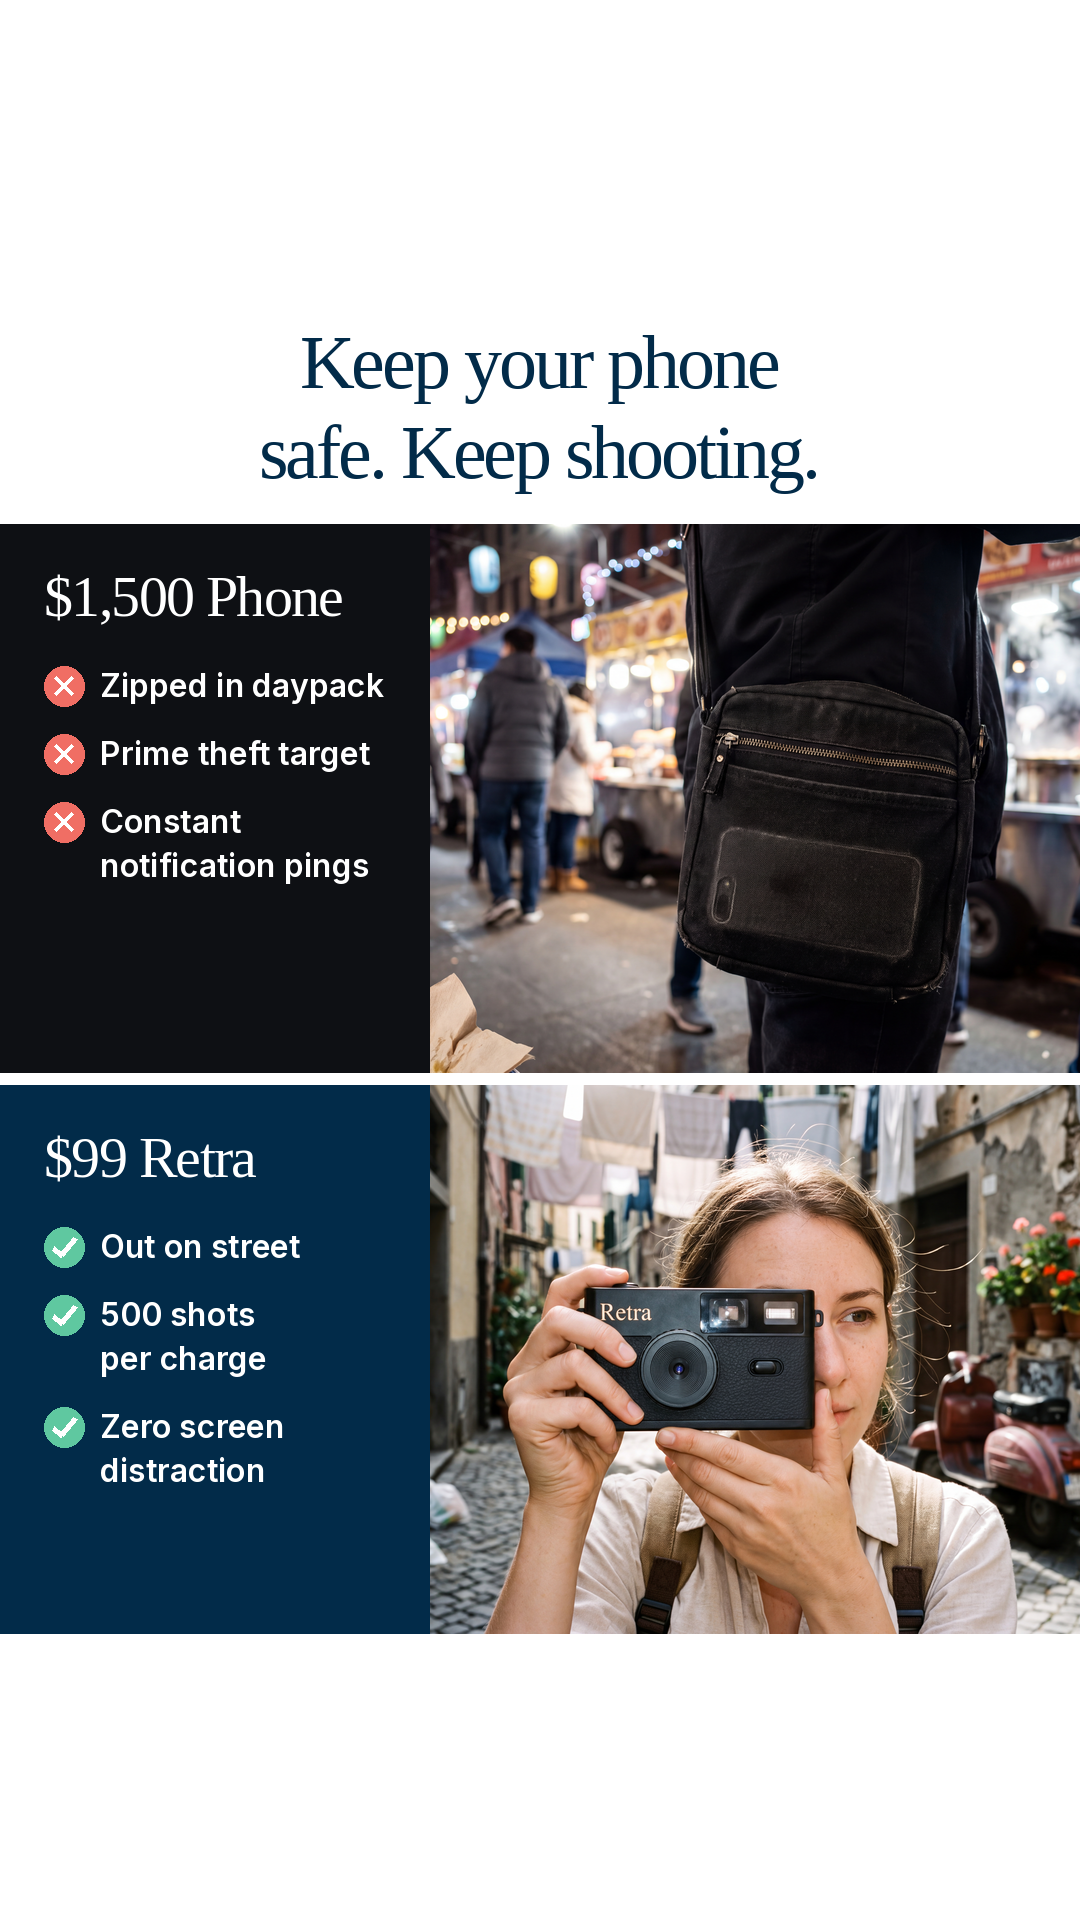 Keep your phone
safe. Keep shooting.
$1,500 Phone
Zipped in daypack
Prime theft target
Constant
notification pings
$99 Retra
Out on street
500 shots
per charge
Zero screen
distraction
Retra